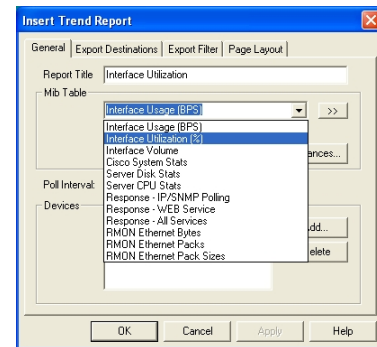 Insert Trend Report
General Export Destinations Export Filter Page Layout
Report Title Interface Utilization
Mib Table
Interface Usage (BPS) >>
Interface Usage (BPS)
Interface Utilization (%)
Interface Volume
Cisco System Stats
Server Disk Stats
Server CPU Stats
Response - IP/SNMP Polling
Response - WEB Service
Response - All Services
RMON Ethernet Bytes
RMON Ethernet Packs
RMON Ethernet Pack Sizes
ances...
Poll Interval:
Devices
dd...
elete
OK Cancel Apply Help